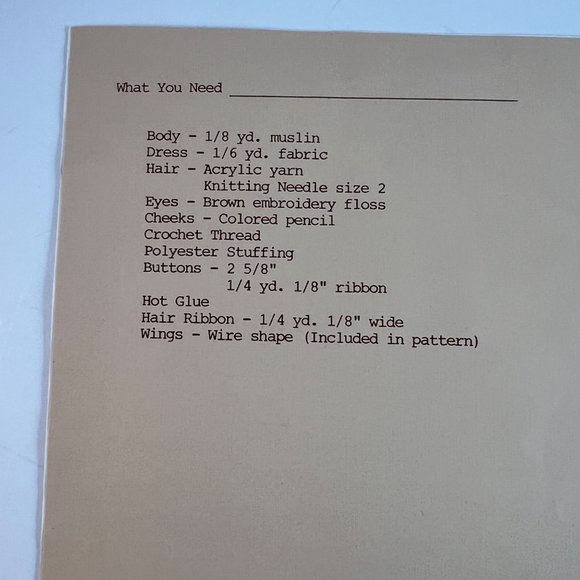 What You Need
Body - 1/8 yd. muslin
Dress - 1/6 yd. fabric
Hair - Acrylic yarn
Knitting Needle size 2
Eyes - Brown embroidery floss
Cheeks - Colored pencil
Crochet Thread
Polyester Stuffing
Buttons - 2 5/8"
1/4 yd. 1/8" ribbon
Hot Glue
Hair Ribbon - 1/4 yd. 1/8" wide
Wings - Wire shape (Included in pattern)